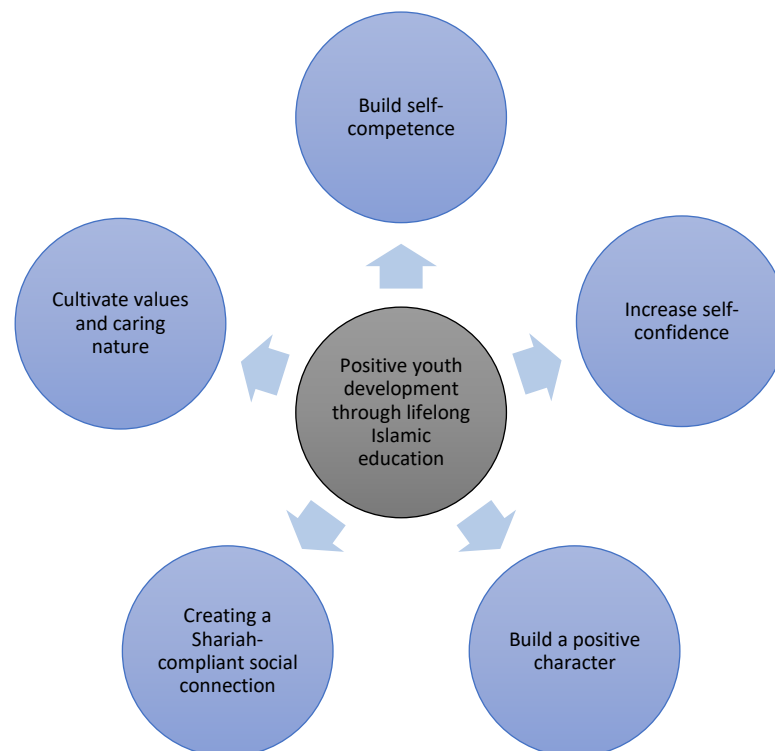 Build self-
competence
Cultivate values
and caring
nature
Increase self-
confidence
Positive youth
development
through lifelong
Islamic
education
Creating a
Shariah-
compliant social
connection
Build a positive
character